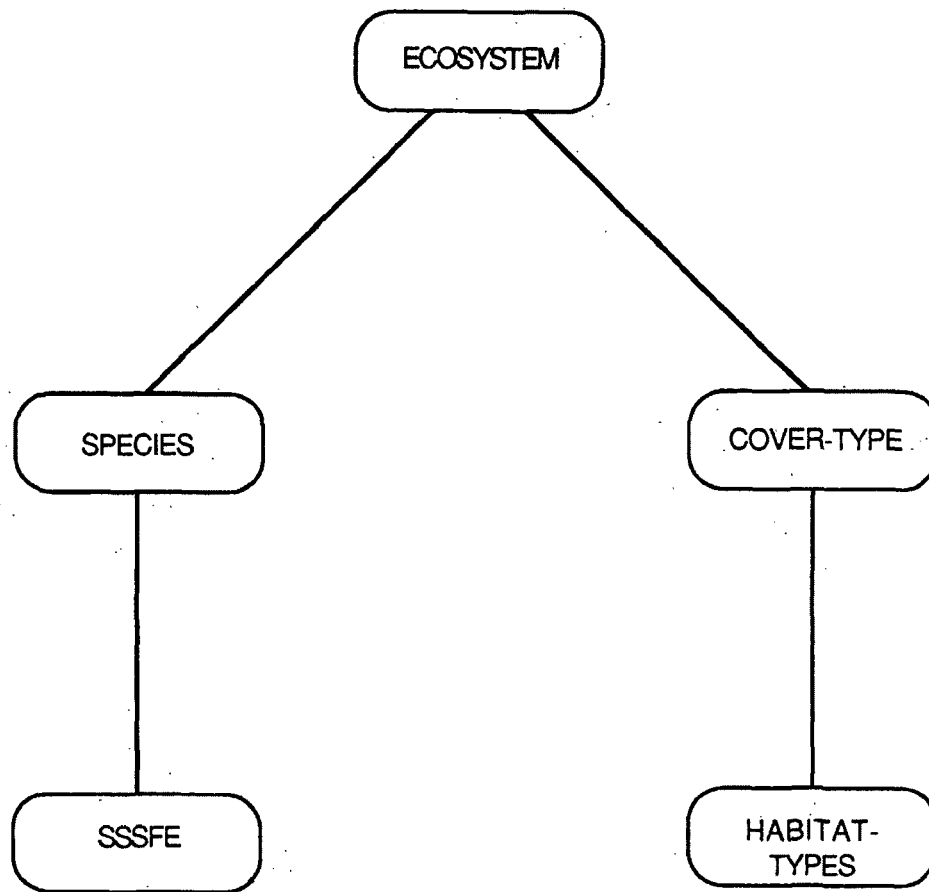 ECOSYSTEM
SPECIES
COVER-TYPE
SSSFE
HABITAT-
TYPES